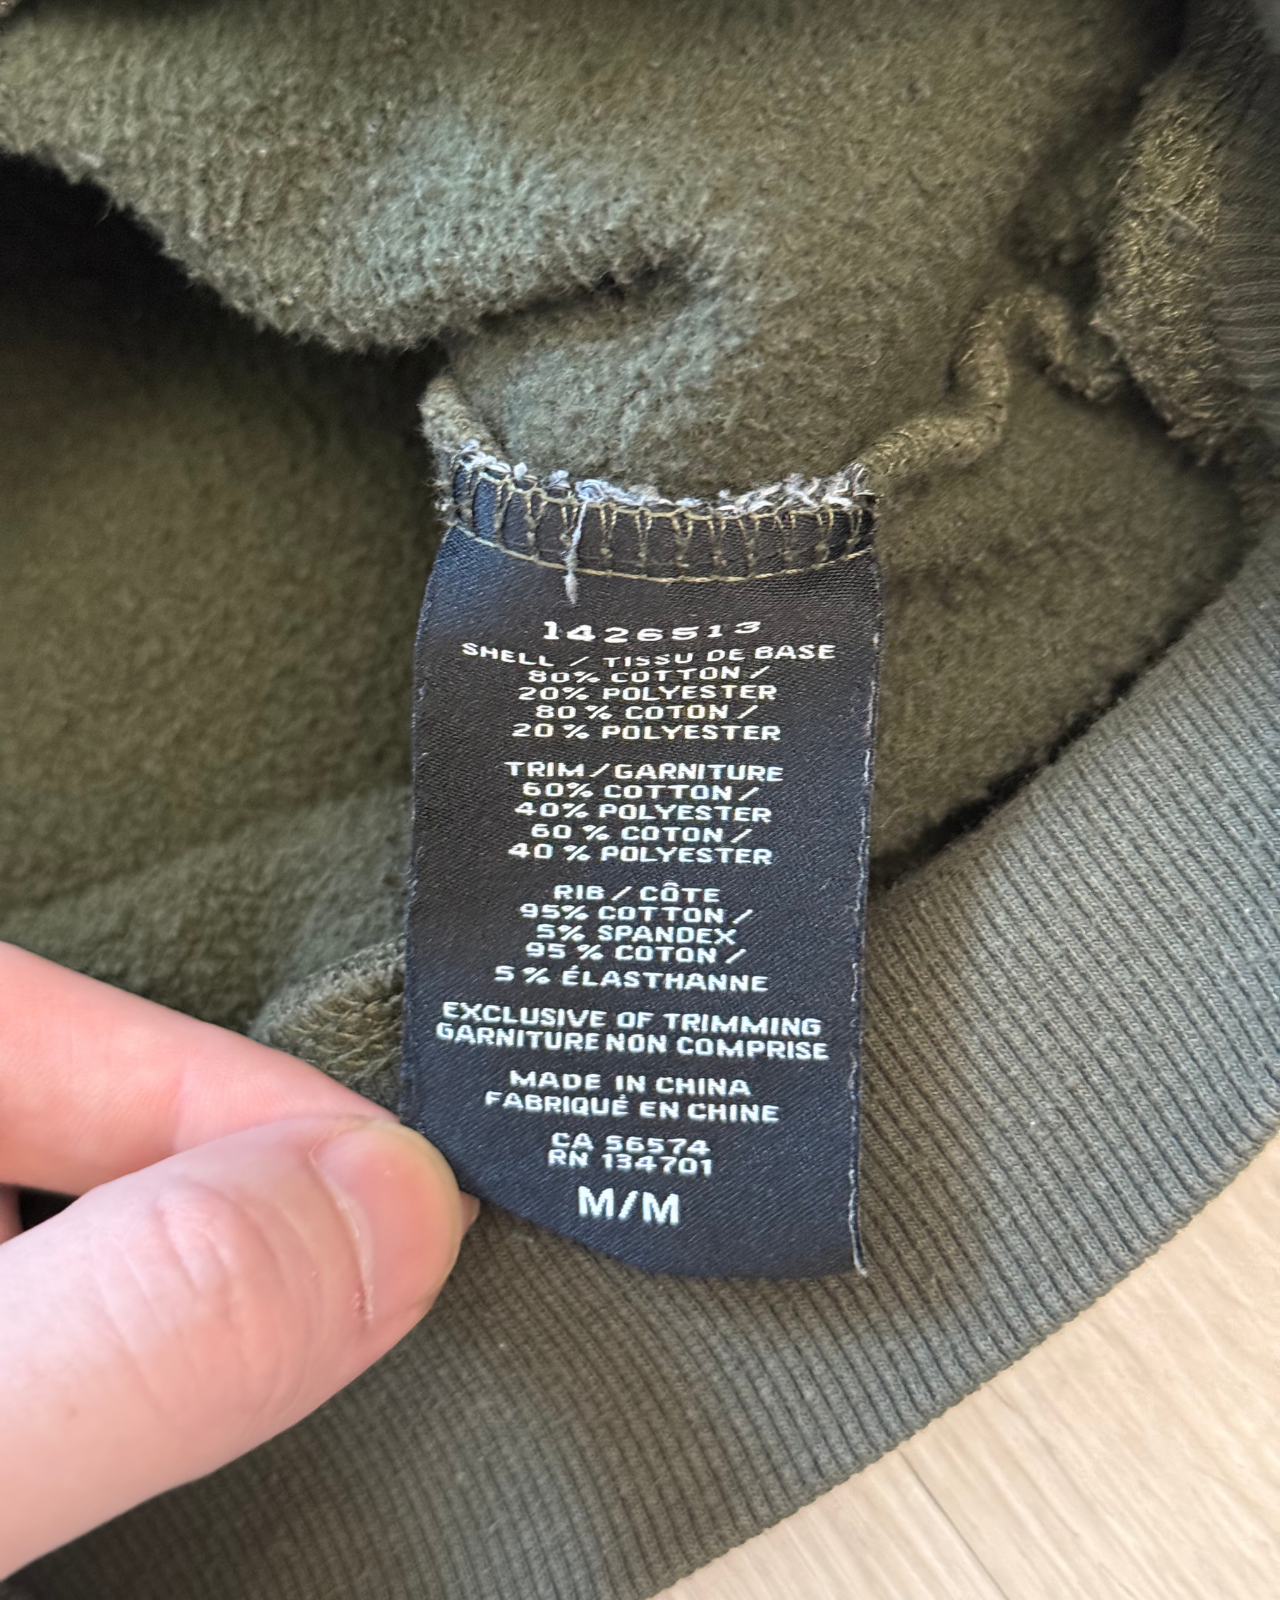 1426513
SHELL / TISSU DE BASE
80% COTTON /
20% POLYESTER
80 % COTON /
20 % POLYESTER
TRIM/GARNITURE
60% COTTON /
40% POLYESTER
60 % COTON /
40 % POLYESTER
RIB / CÔTE
95% COTTON /
5% SPANDEX
95 % COTON /
5 % ÉLASTHANNE
EXCLUSIVE OF TRIMMING
GARNITURE NON COMPRISE
MADE IN CHINA
FABRIQUÉ EN CHINE
CA 56574
RN 134701
M/M